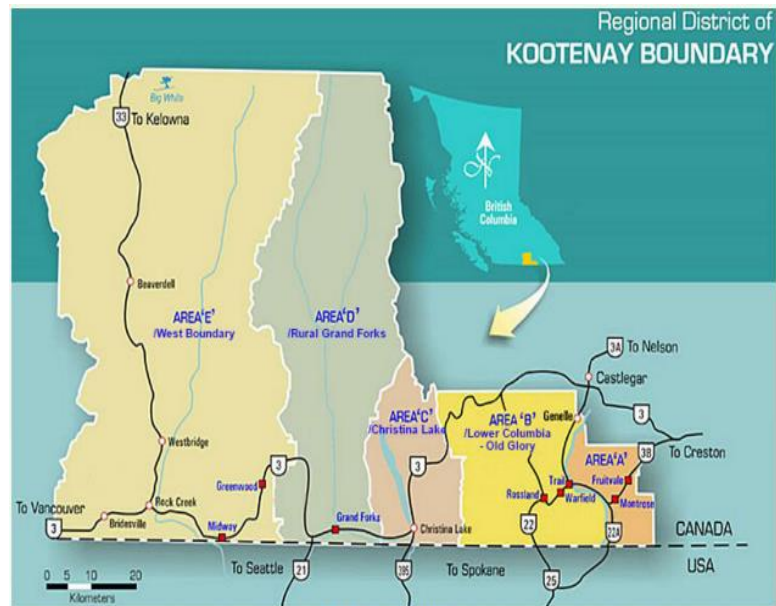 Regional District of
KOOTENAY BOUNDARY
Big White
33
To Kelowna
N
British
Columbia
Beaverdell
AREA'E'
/West Boundary
AREA'D'
/Rural Grand Forks
3A
To Nelson
Castlegar
AREA'C'
/Christina Lake
AREA 'B'
/Lower Columbia
- Old Glory
Genelle
3
3B
To Creston
AREA'A'
Westbridge
Greenwood
3
3
Trail
Fruitvale
Rossland
Warfield
Montrose
To Vancouver
3
Bridesville
Rock Creek
Midway
Grand Forks
Christina Lake
22
22A
CANADA
USA
To Seattle
21
395
To Spokane
25
0 5 10 20
Kilometers